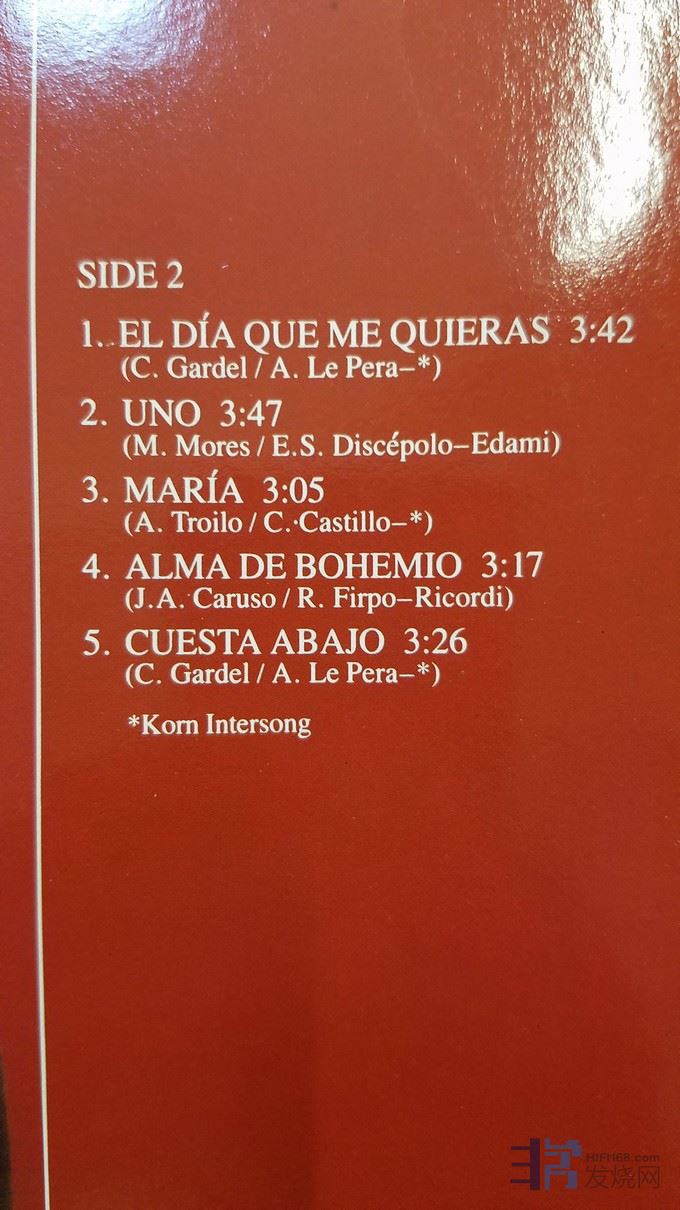 SIDE 2
1. EL DÍA QUE ME QUIERAS 3:42
(C. Gardel / A. Le Pera–*)
2. UNO 3:47
(M. Mores / E.S. Discépolo–Edami)
3. MARÍA 3:05
(A. Troilo / C. Castillo–*)
4. ALMA DE BOHEMIO 3:17
(J.A. Caruso / R. Firpo–Ricordi)
5. CUESTA ABAJO 3:26
(C. Gardel / A. Le Pera–*)
*Korn Intersong
HIFI168.com
发烧网